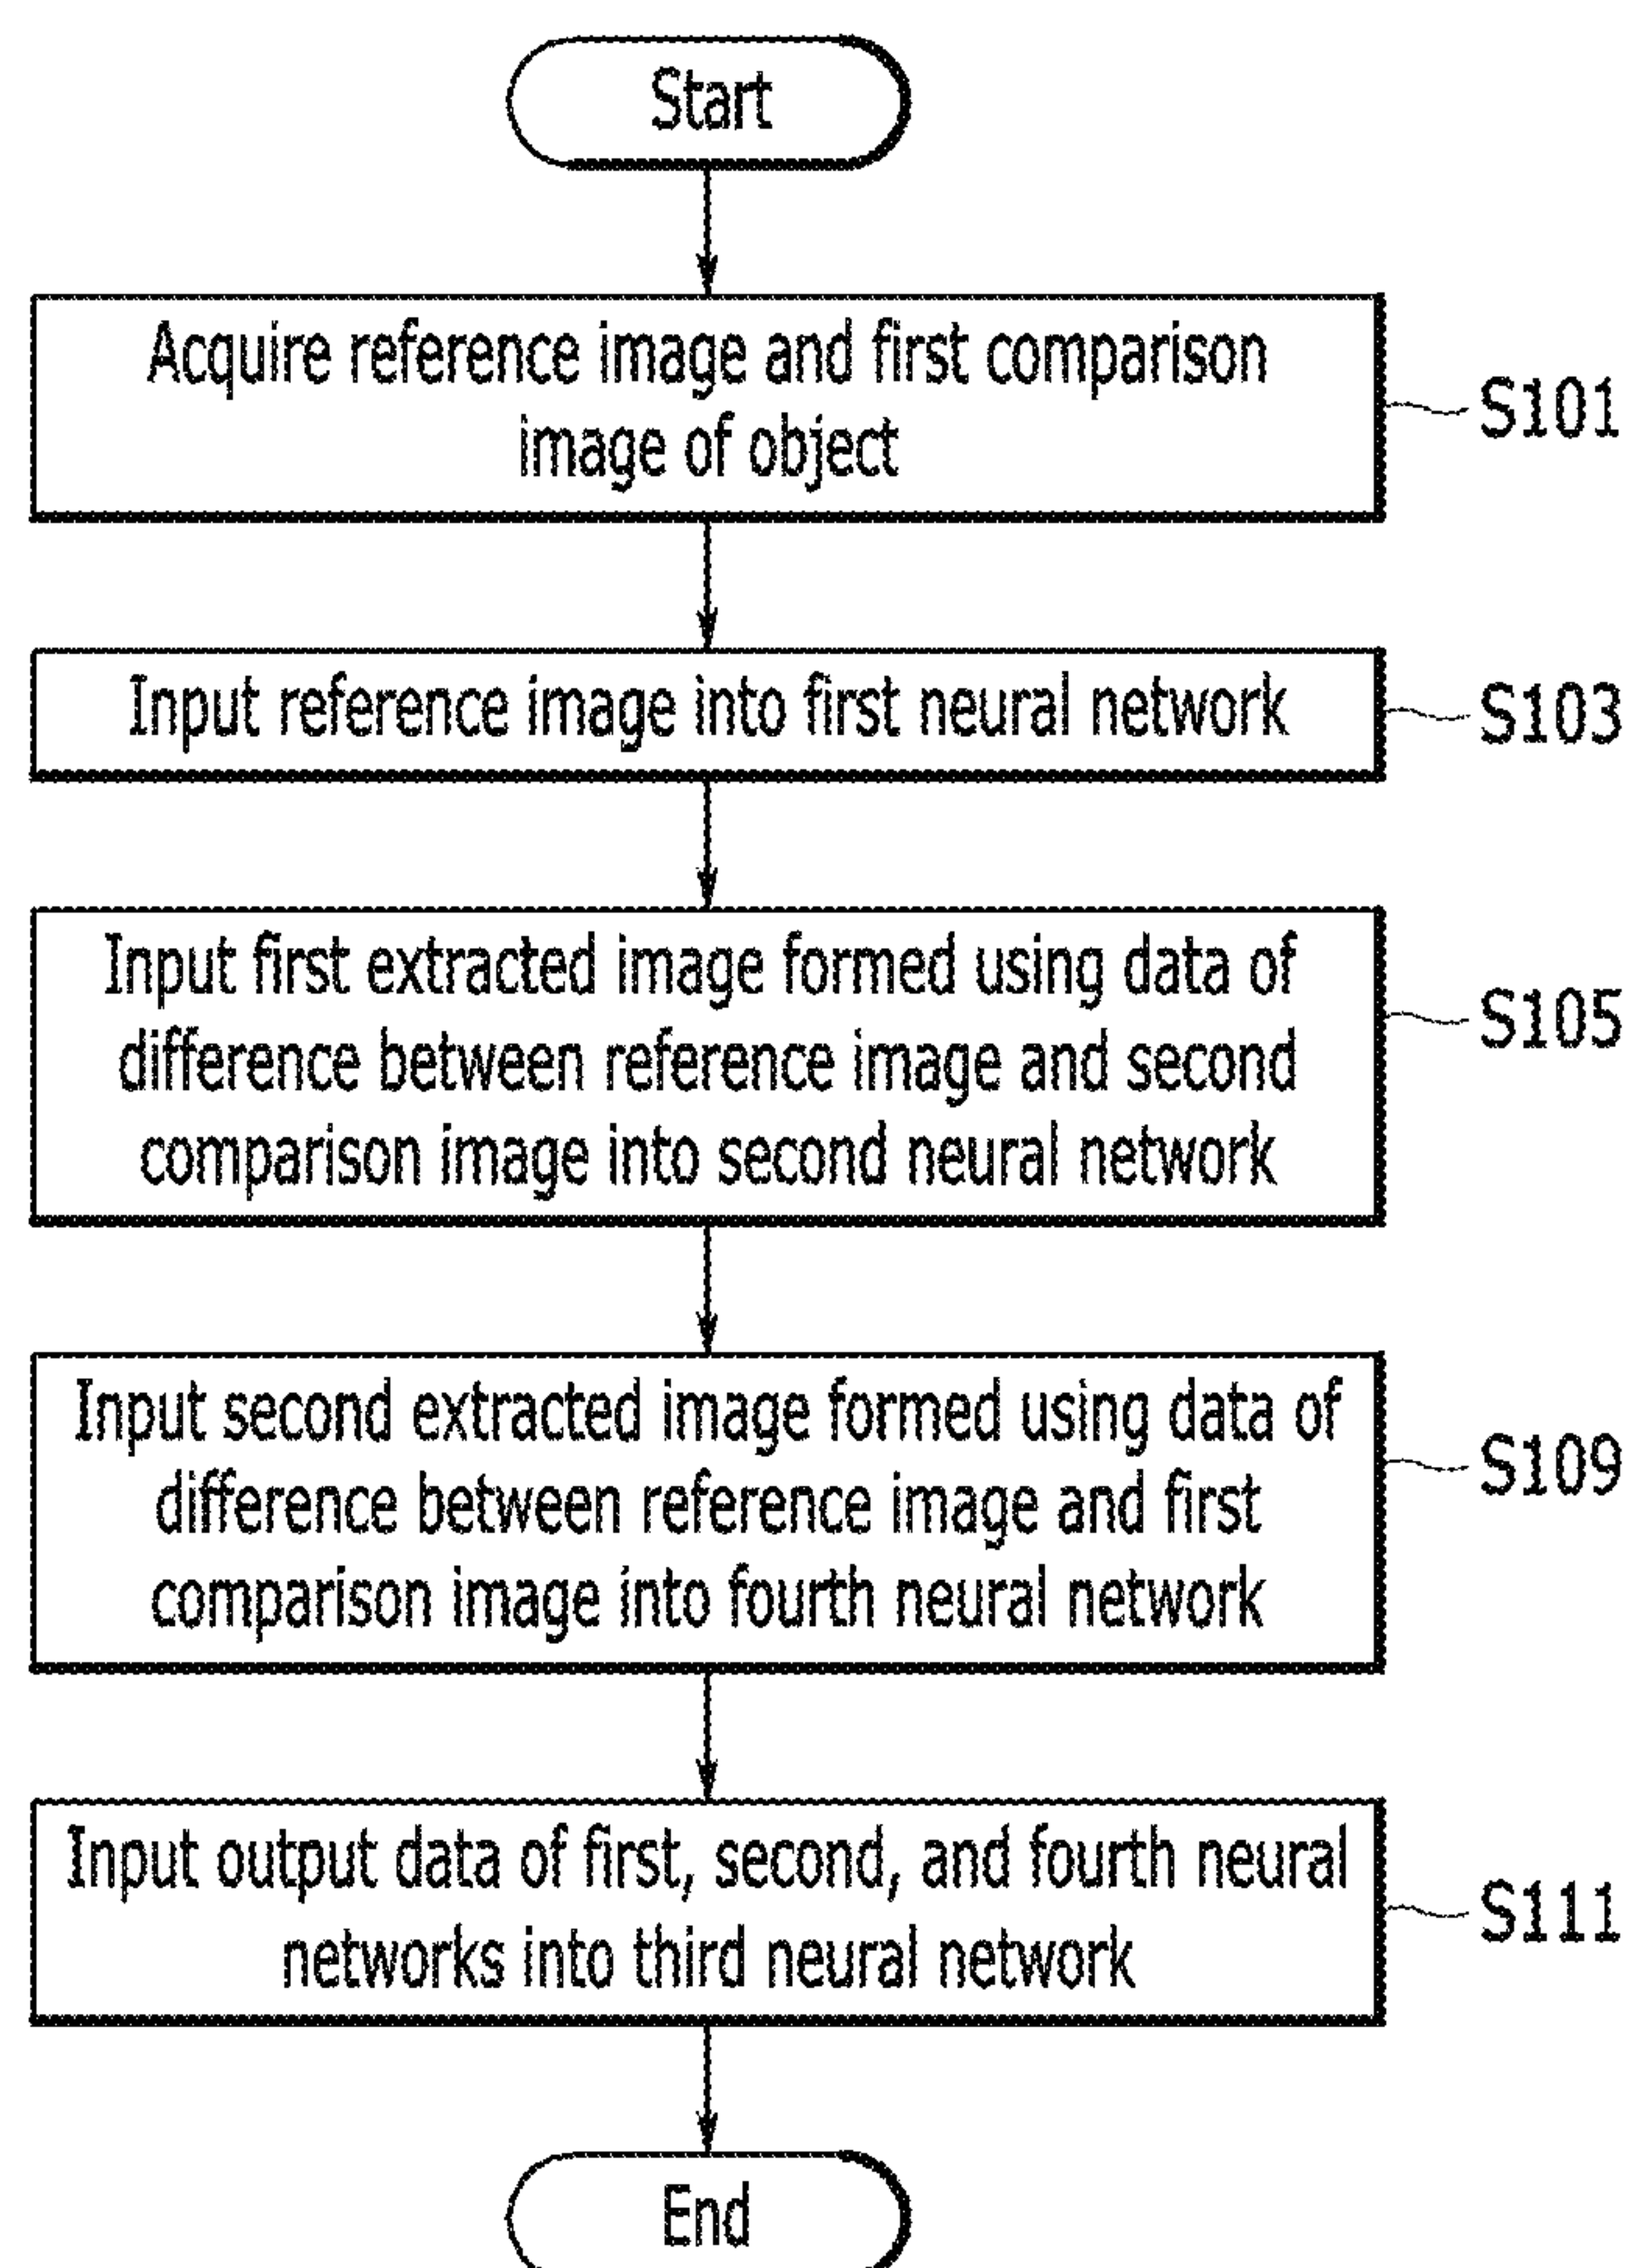 Start
Acquire reference image and first comparison
image of object
S101
Input reference image into first neural network
S103
Input first extracted image formed using data of
difference between reference image and second
comparison image into second neural network
S105
Input second extracted image formed using data of
difference between reference image and first
comparison image into fourth neural network
S109
Input output data of first, second, and fourth neural
networks into third neural network
S111
End